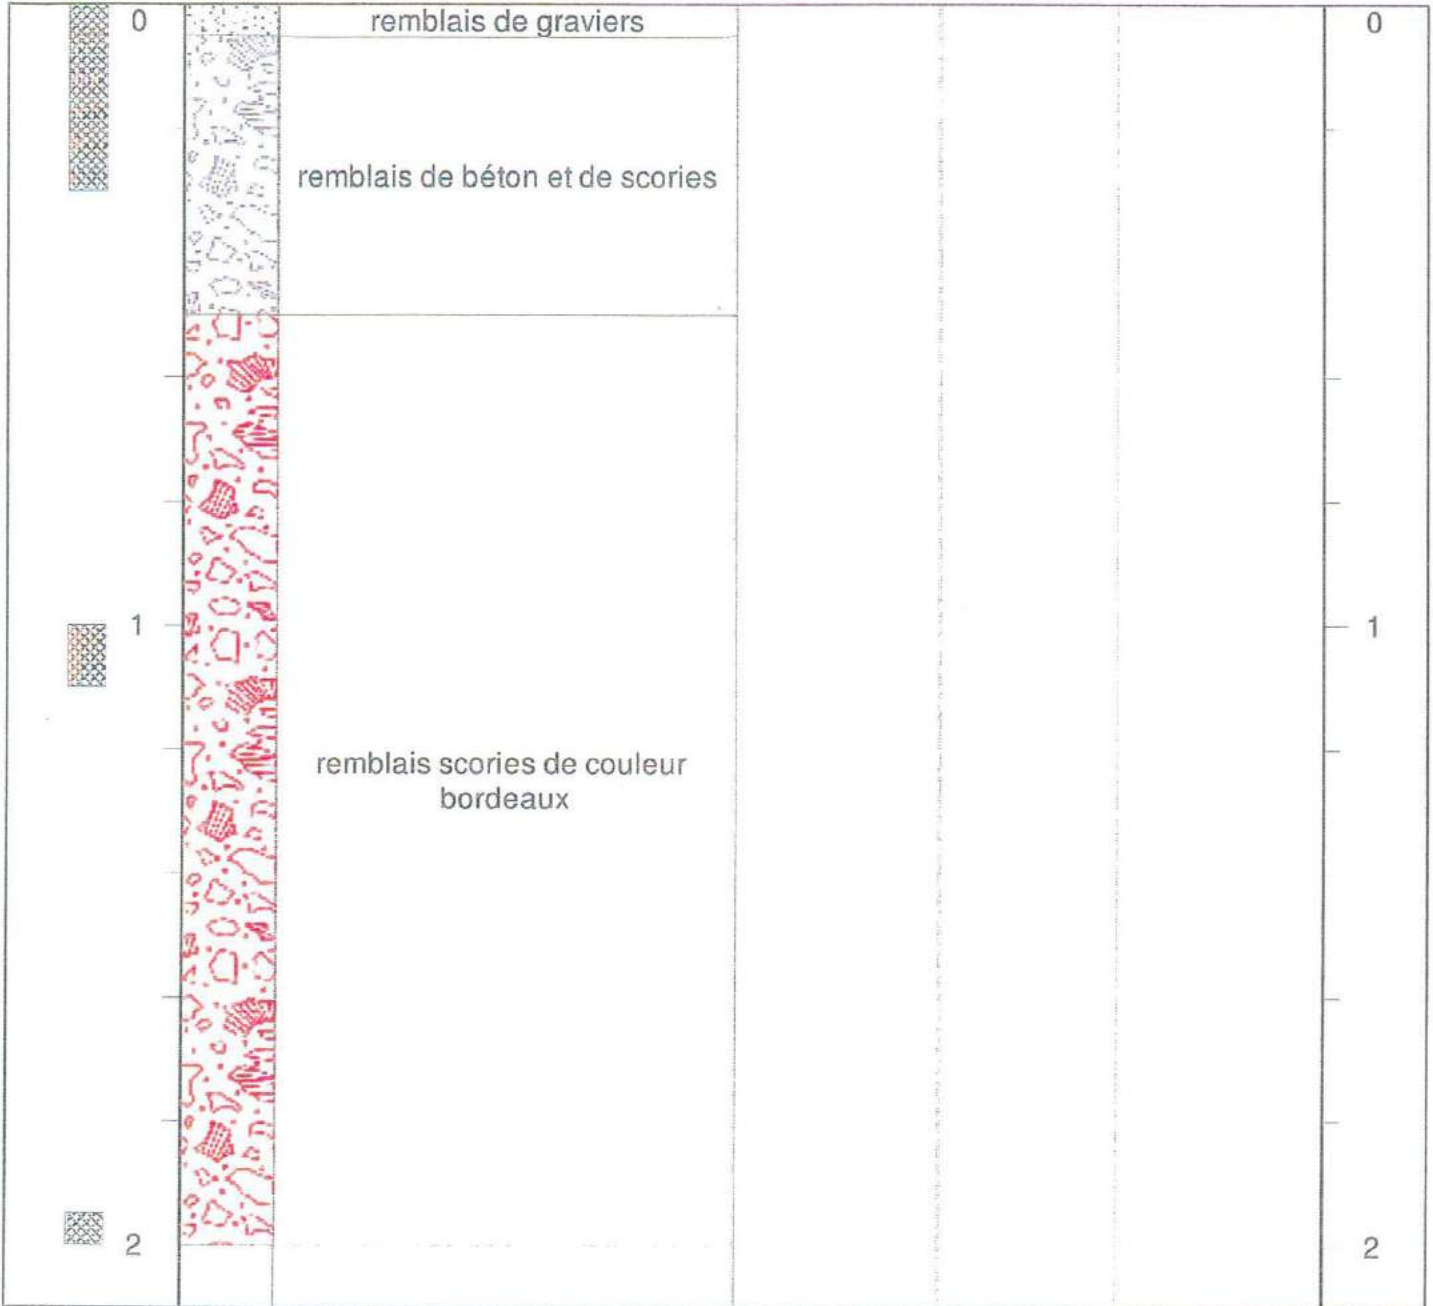 0 remblais de graviers 0
remblais de béton et de scories
1 1
remblais scories de couleur
bordeaux
2 2